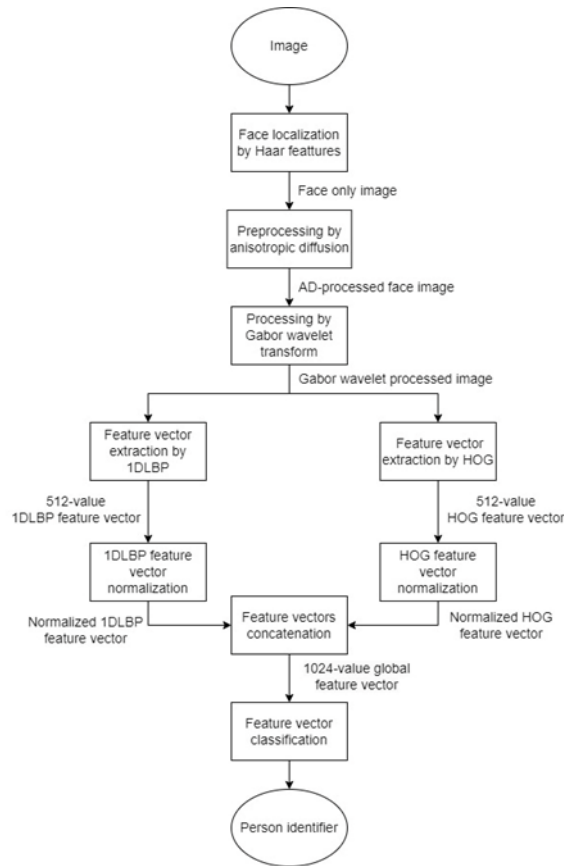 Image
Face localization
by Haar feattures
Face only image
Preprocessing by
anisotropic diffusion
AD-processed face image
Processing by
Gabor wavelet
transform
Gabor wavelet processed image
Feature vector
extraction by
1DLBP
Feature vector
extraction by HOG
512-value
1DLBP feature vector
512-value
HOG feature vector
1DLBP feature
vector
normalization
HOG feature
vector
normalization
Normalized 1DLBP
feature vector
Feature vectors
concatenation
Normalized HOG
feature vector
1024-value global
feature vector
Feature vector
classification
Person identifier